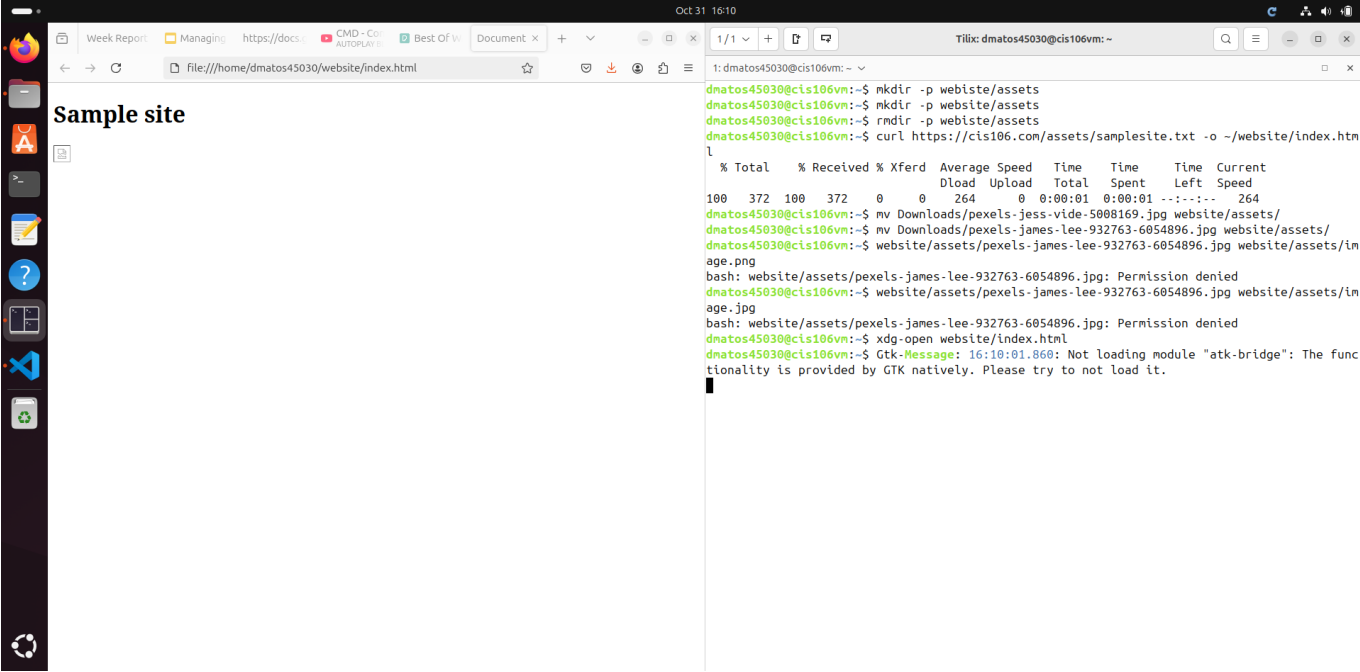 Oct 31 16:10
Week Report
Managing
https://docs.
CMD - Co
AUTOPLAY
Best Of W
Document
file:///home/dmatos45030/website/index.html
Sample site
1 / 1
Tilix: dmatos45030@cis106vm: ~
1: dmatos45030@cis106vm: ~
dmatos45030@cis106vm:~$ mkdir -p webiste/assets
dmatos45030@cis106vm:~$ mkdir -p webiste/assets
dmatos45030@cis106vm:~$ rmdir -p webiste/assets
dmatos45030@cis106vm:~$ curl https://cis106.com/assets/samplesite.txt -o ~/website/index.htm
l
% Total % Received % Xferd Average Speed Time Time Time Current
Dload Upload Total Spent Left Speed
100 372 100 372 0 0 264 0 0:00:01 0:00:01 --:--:-- 264
dmatos45030@cis106vm:~$ mv Downloads/pexels-jess-vide-5008169.jpg website/assets/
dmatos45030@cis106vm:~$ mv Downloads/pexels-james-lee-932763-6054896.jpg website/assets/
dmatos45030@cis106vm:~$ website/assets/pexels-james-lee-932763-6054896.jpg website/assets/im
age.png
bash: website/assets/pexels-james-lee-932763-6054896.jpg: Permission denied
dmatos45030@cis106vm:~$ website/assets/pexels-james-lee-932763-6054896.jpg website/assets/im
age.jpg
bash: website/assets/pexels-james-lee-932763-6054896.jpg: Permission denied
dmatos45030@cis106vm:~$ xdg-open website/index.html
dmatos45030@cis106vm:~$ Gtk-Message: 16:10:01.860: Not loading module "atk-bridge": The func
tionality is provided by GTK natively. Please try to not load it.